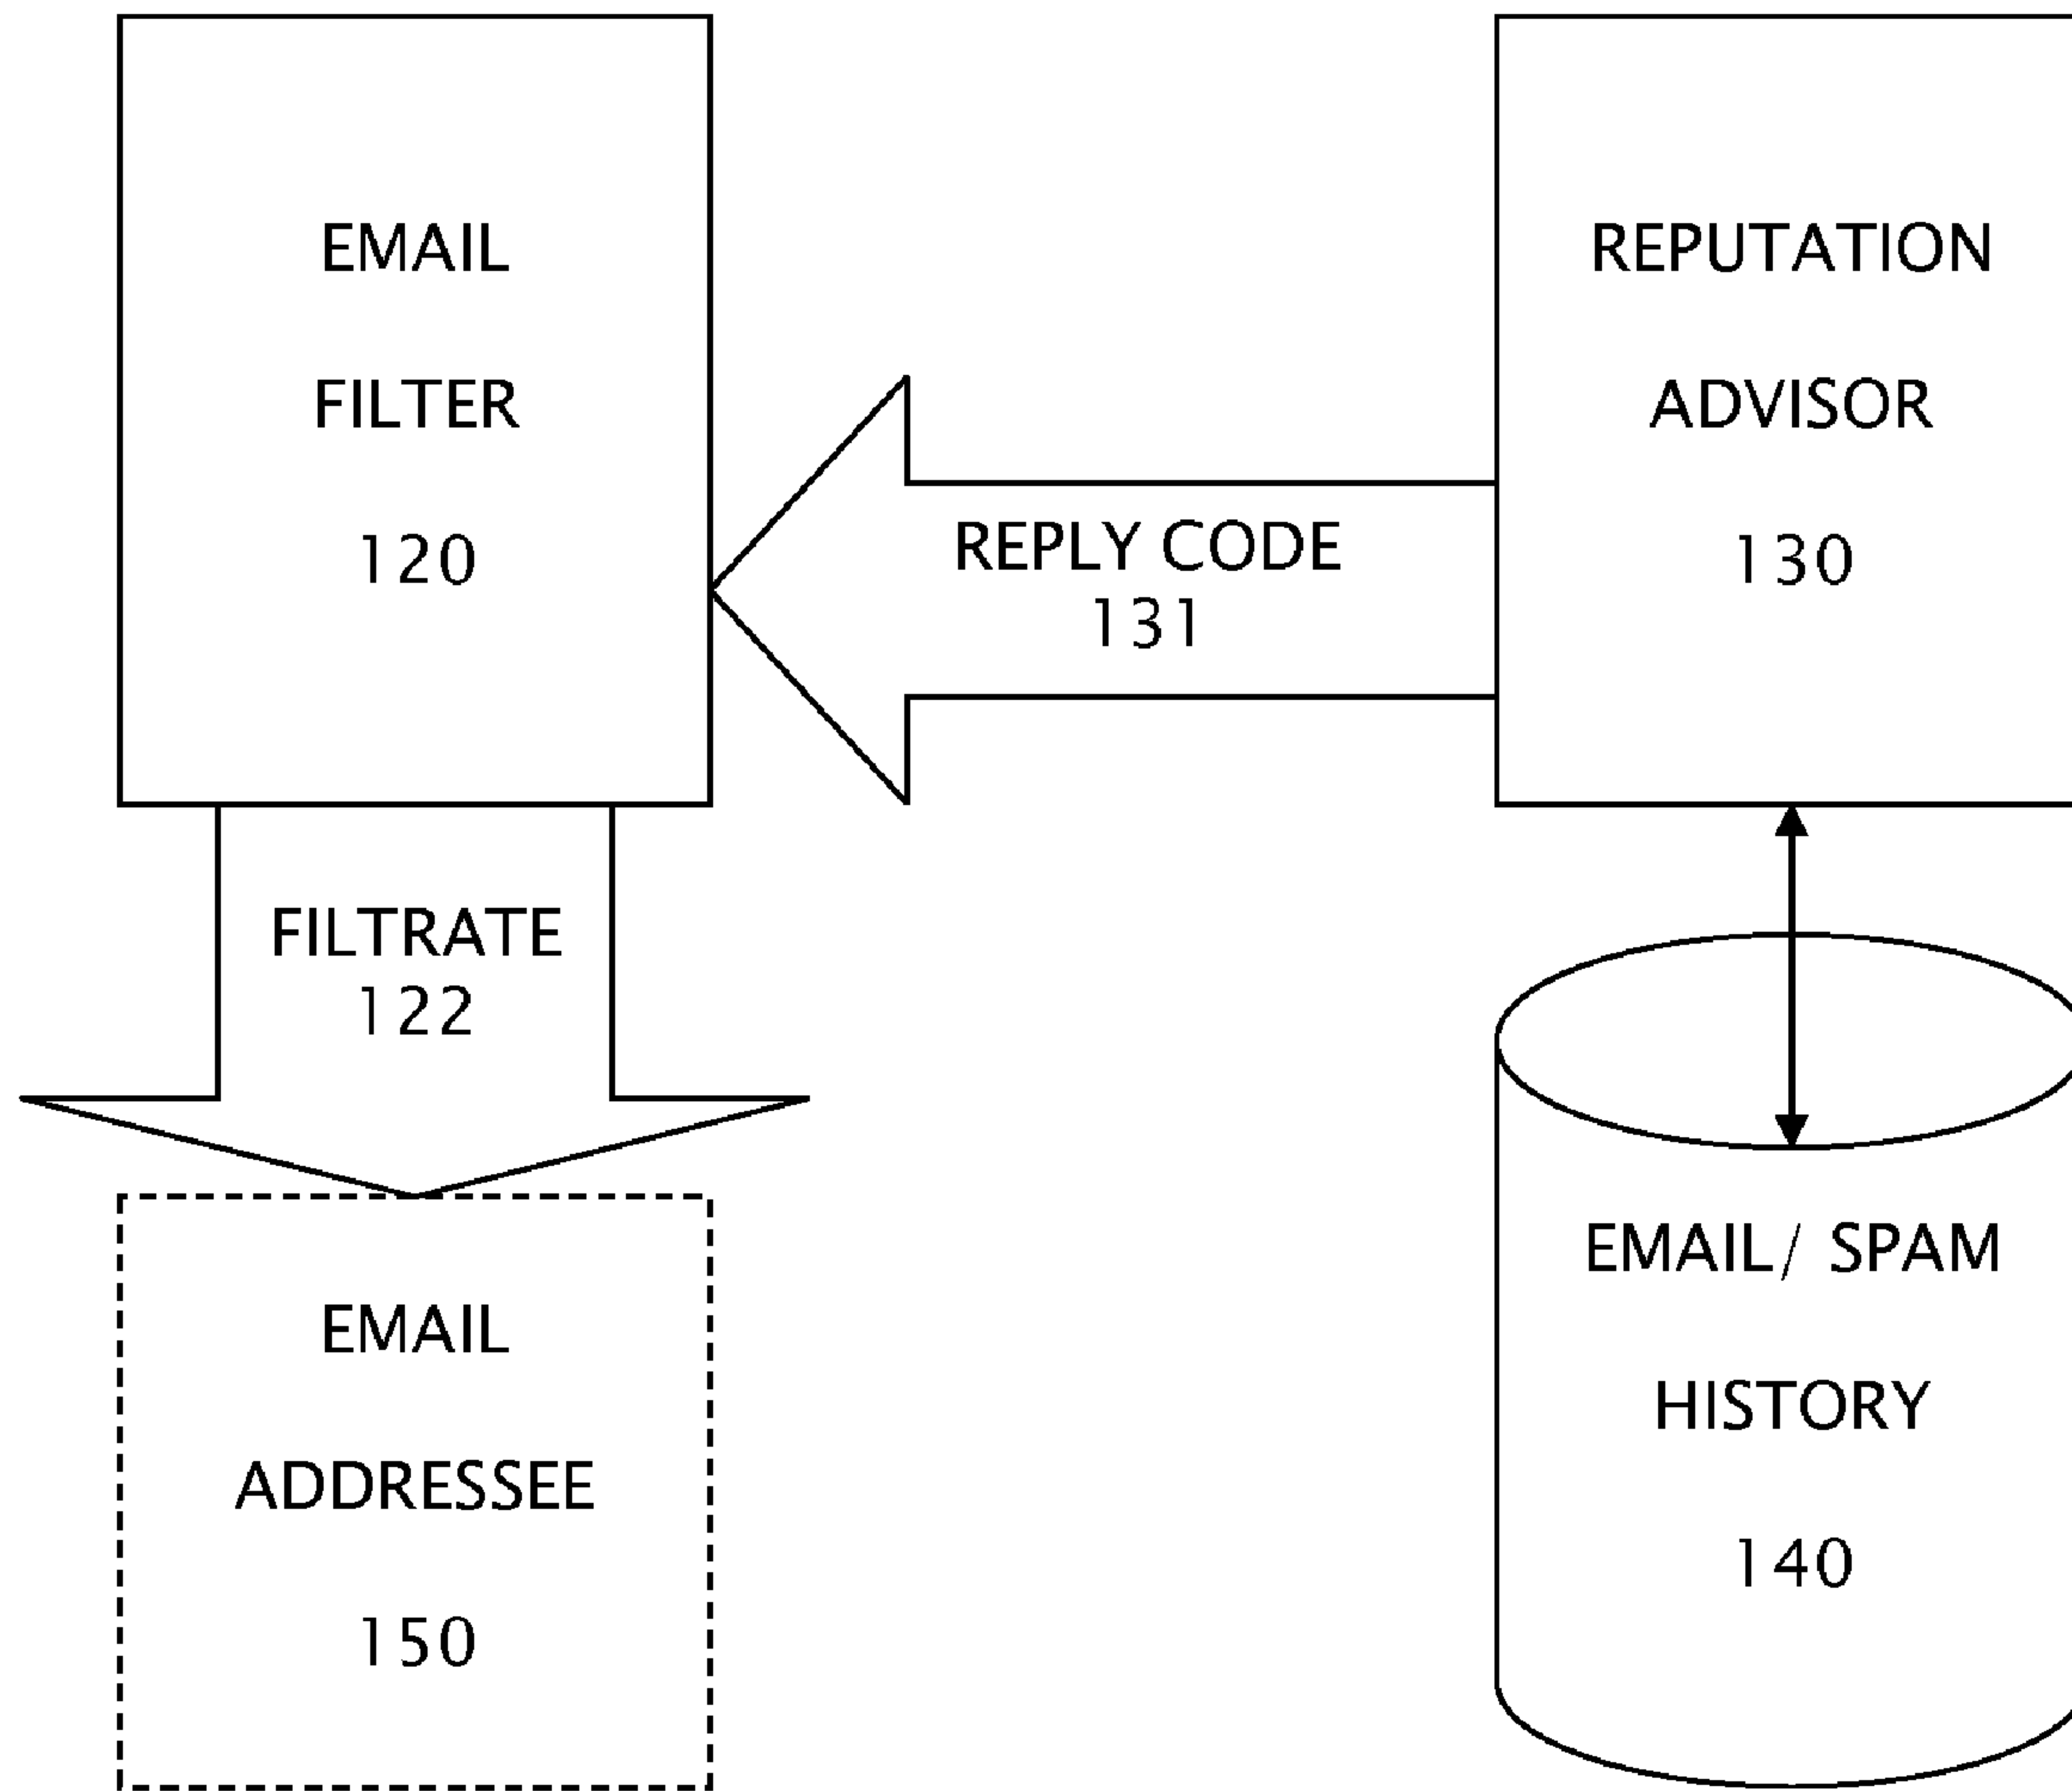 EMAIL
FILTER
120
REPUTATION
ADVISOR
130
REPLY CODE
131
FILTRATE
122
EMAIL
ADDRESSEE
150
EMAIL/ SPAM
HISTORY
140